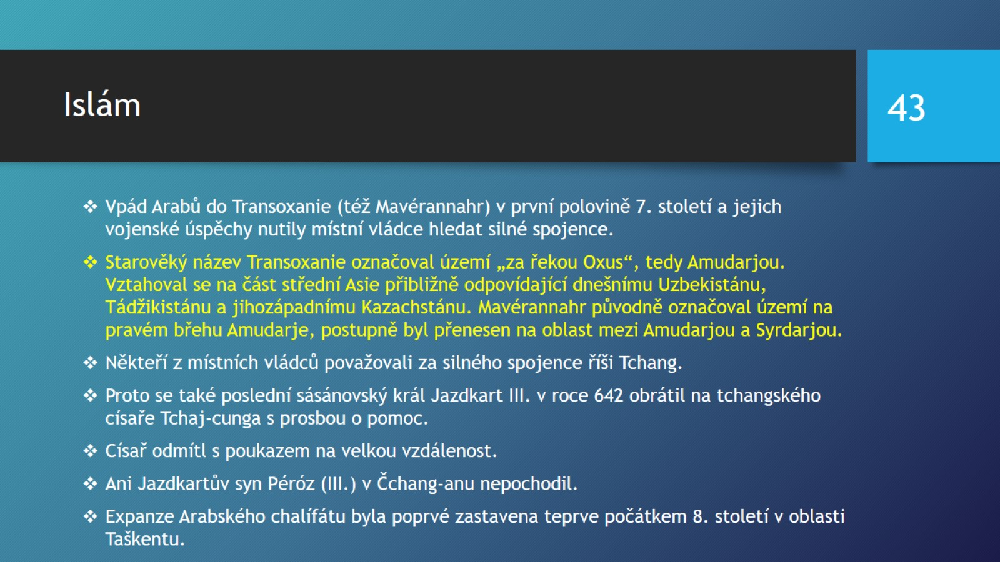 Islám
43
❖ Vpád Arabů do Transoxanie (též Mavérannahr) v první polovině 7. století a jejich
vojenské úspěchy nutily místní vládce hledat silné spojence.
❖ Starověký název Transoxanie označoval území „za řekou Oxus“, tedy Amudarjou.
Vztahoval se na část střední Asie přibližně odpovídající dnešnímu Uzbekistánu,
Tádžikistánu a jihozápadnímu Kazachstánu. Mavérannahr původně označoval území na
pravém břehu Amudarje, postupně byl přenesen na oblast mezi Amudarjou a Syrdarjou.
❖ Někteří z místních vládců považovali za silného spojence říši Tchang.
❖ Proto se také poslední sásánovský král Jazdkart III. v roce 642 obrátil na tchangského
císaře Tchaj-cunga s prosbou o pomoc.
❖ Císař odmítl s poukazem na velkou vzdálenost.
❖ Ani Jazdkartův syn Péróz (III.) v Čchang-anu nepochodil.
❖ Expanze Arabského chalífátu byla poprvé zastavena teprve počátkem 8. století v oblasti
Taškentu.